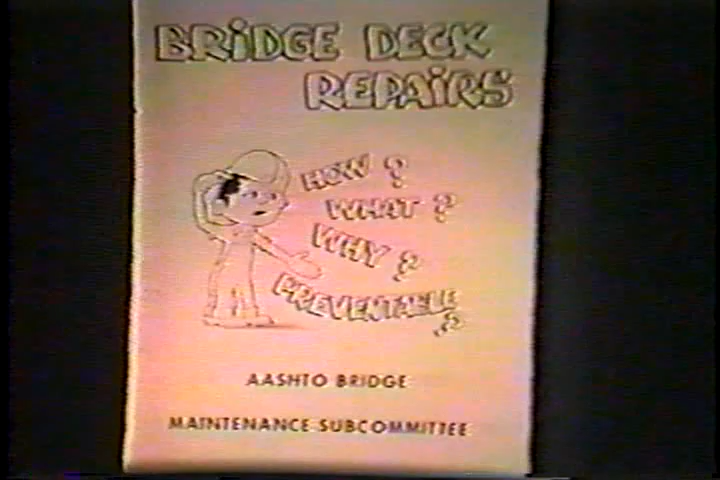 BRiDGE DECK
REPAiRS
HOW ?
WHAT ?
WHY ?
PREVENTABLE
?
AASHTO BRIDGE
MAINTENANCE SUBCOMMITTEE